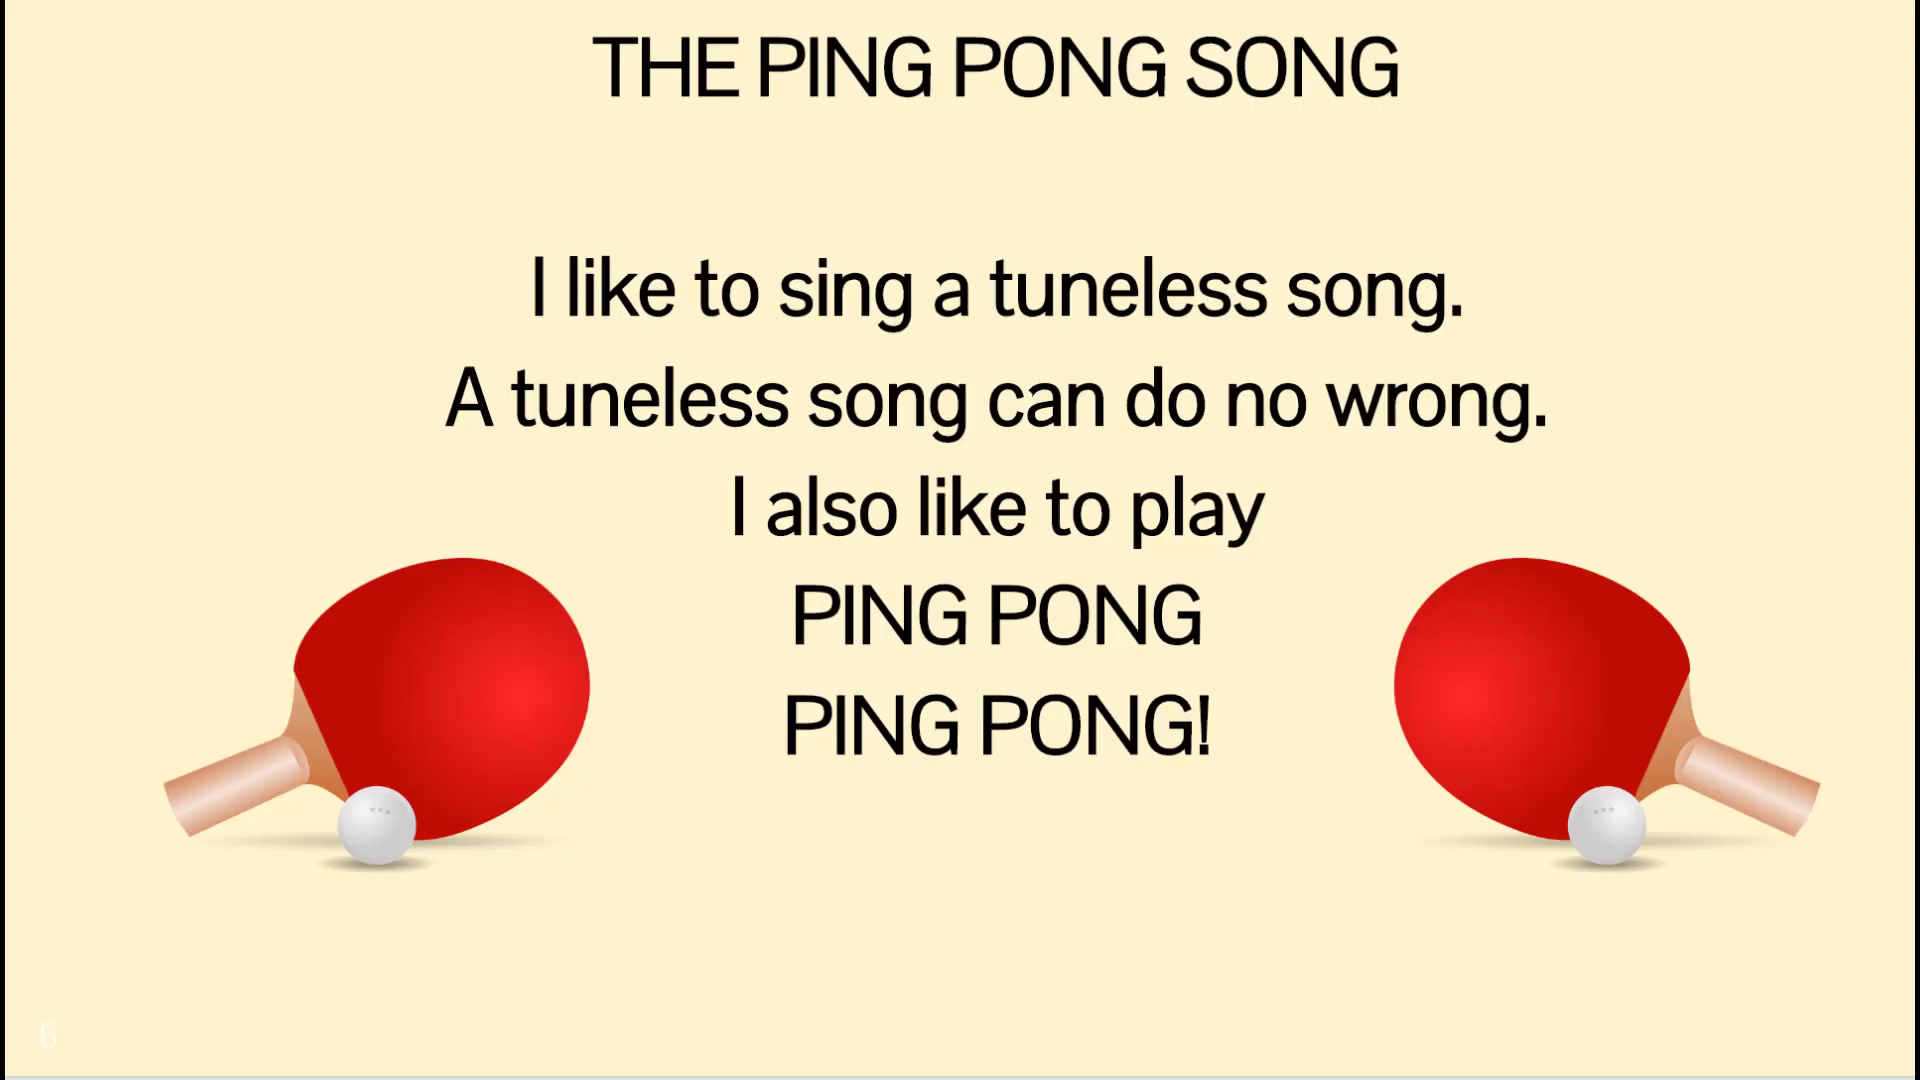 THE PING PONG SONG
I like to sing a tuneless song.
A tuneless song can do no wrong.
I also like to play
PING PONG
PING PONG!
6